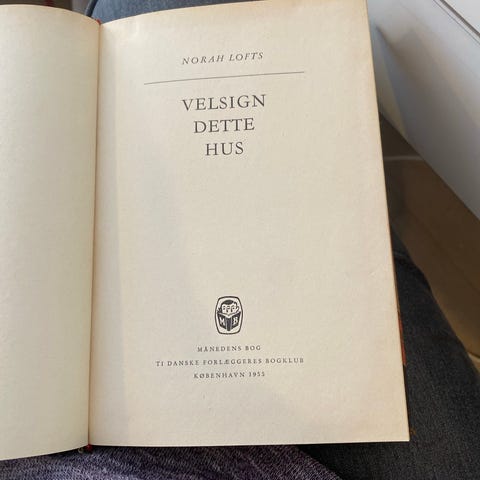 NORAH LOFTS
VELSIGN
DETTE
HUS
M B
MÅNEDENS BOG
TI DANSKE FORLÆGGERES BOGKLUB
KØBENHAVN 1955